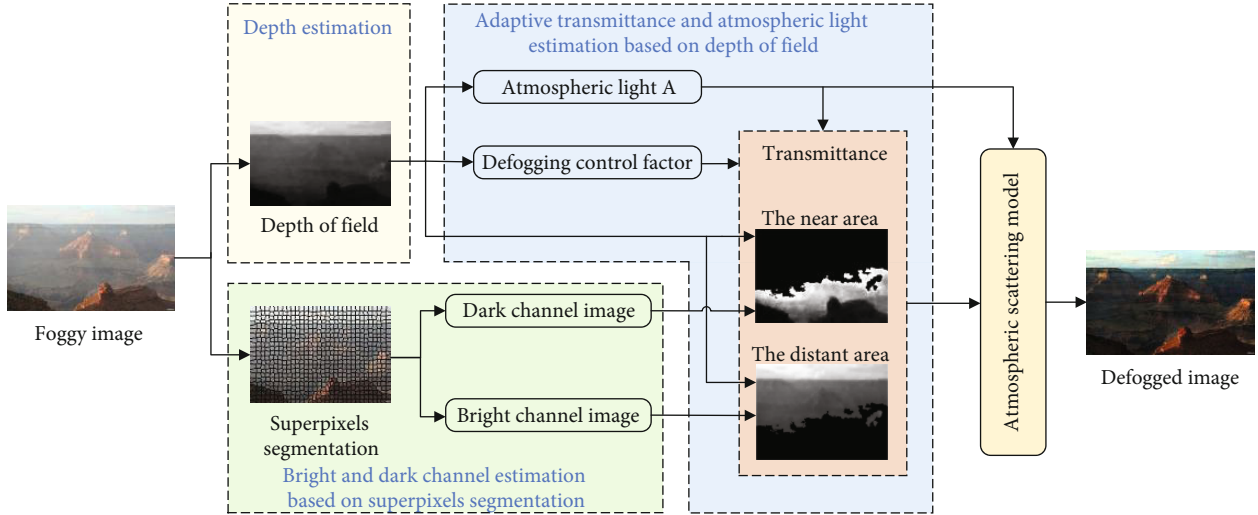 Depth estimation
Adaptive transmittance and atmospheric light
estimation based on depth of field
Atmospheric light A
Defogging control factor
Transmittance
Depth of field
The near area
Foggy image
Dark channel image
The distant area
Bright channel image
Superpixels
segmentation
Bright and dark channel estimation
based on superpixels segmentation
Atmospheric scattering model
Defogged image